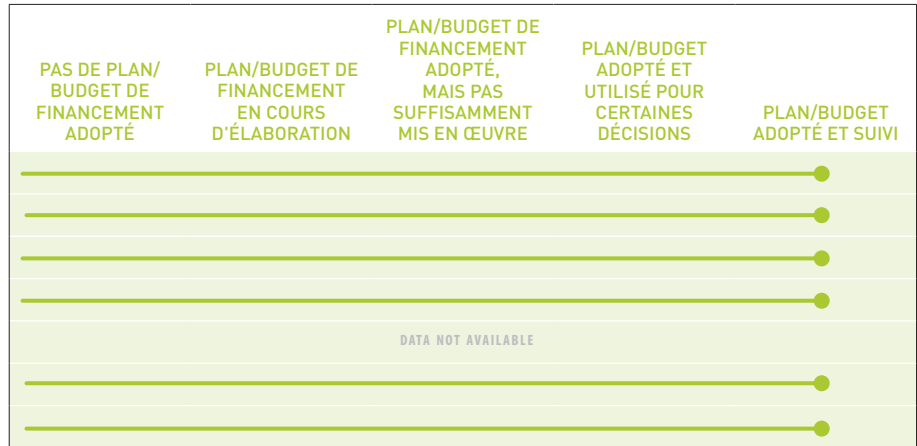 PAS DE PLAN/
BUDGET DE
FINANCEMENT
ADOPTÉ
PLAN/BUDGET DE
FINANCEMENT
EN COURS
D'ÉLABORATION
PLAN/BUDGET DE
FINANCEMENT
ADOPTÉ,
MAIS PAS
SUFFISAMMENT
MIS EN ŒUVRE
PLAN/BUDGET
ADOPTÉ ET
UTILISÉ POUR
CERTAINES
DÉCISIONS
PLAN/BUDGET
ADOPTÉ ET SUIVI
DATA NOT AVAILABLE